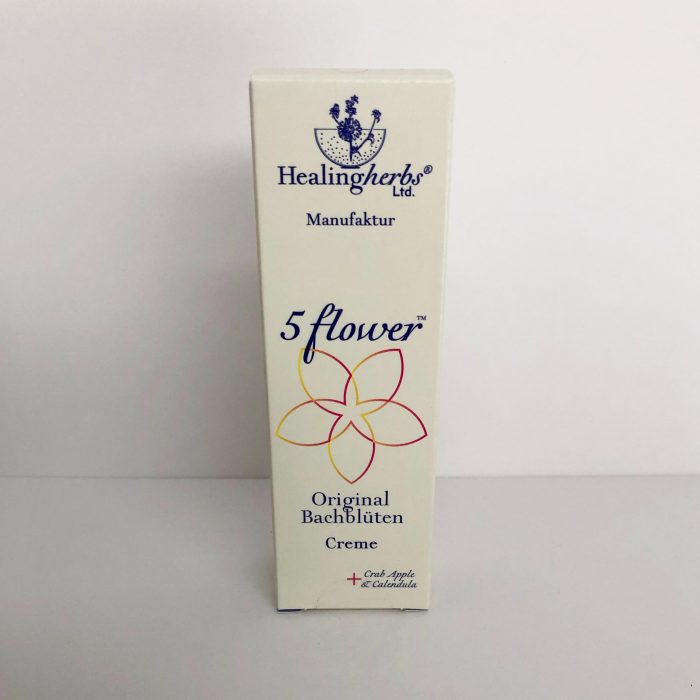 Healingherbs®
Ltd.
Manufaktur
5 flower™
Original
Bachblüten
Creme
+ Crab Apple
& Calendula